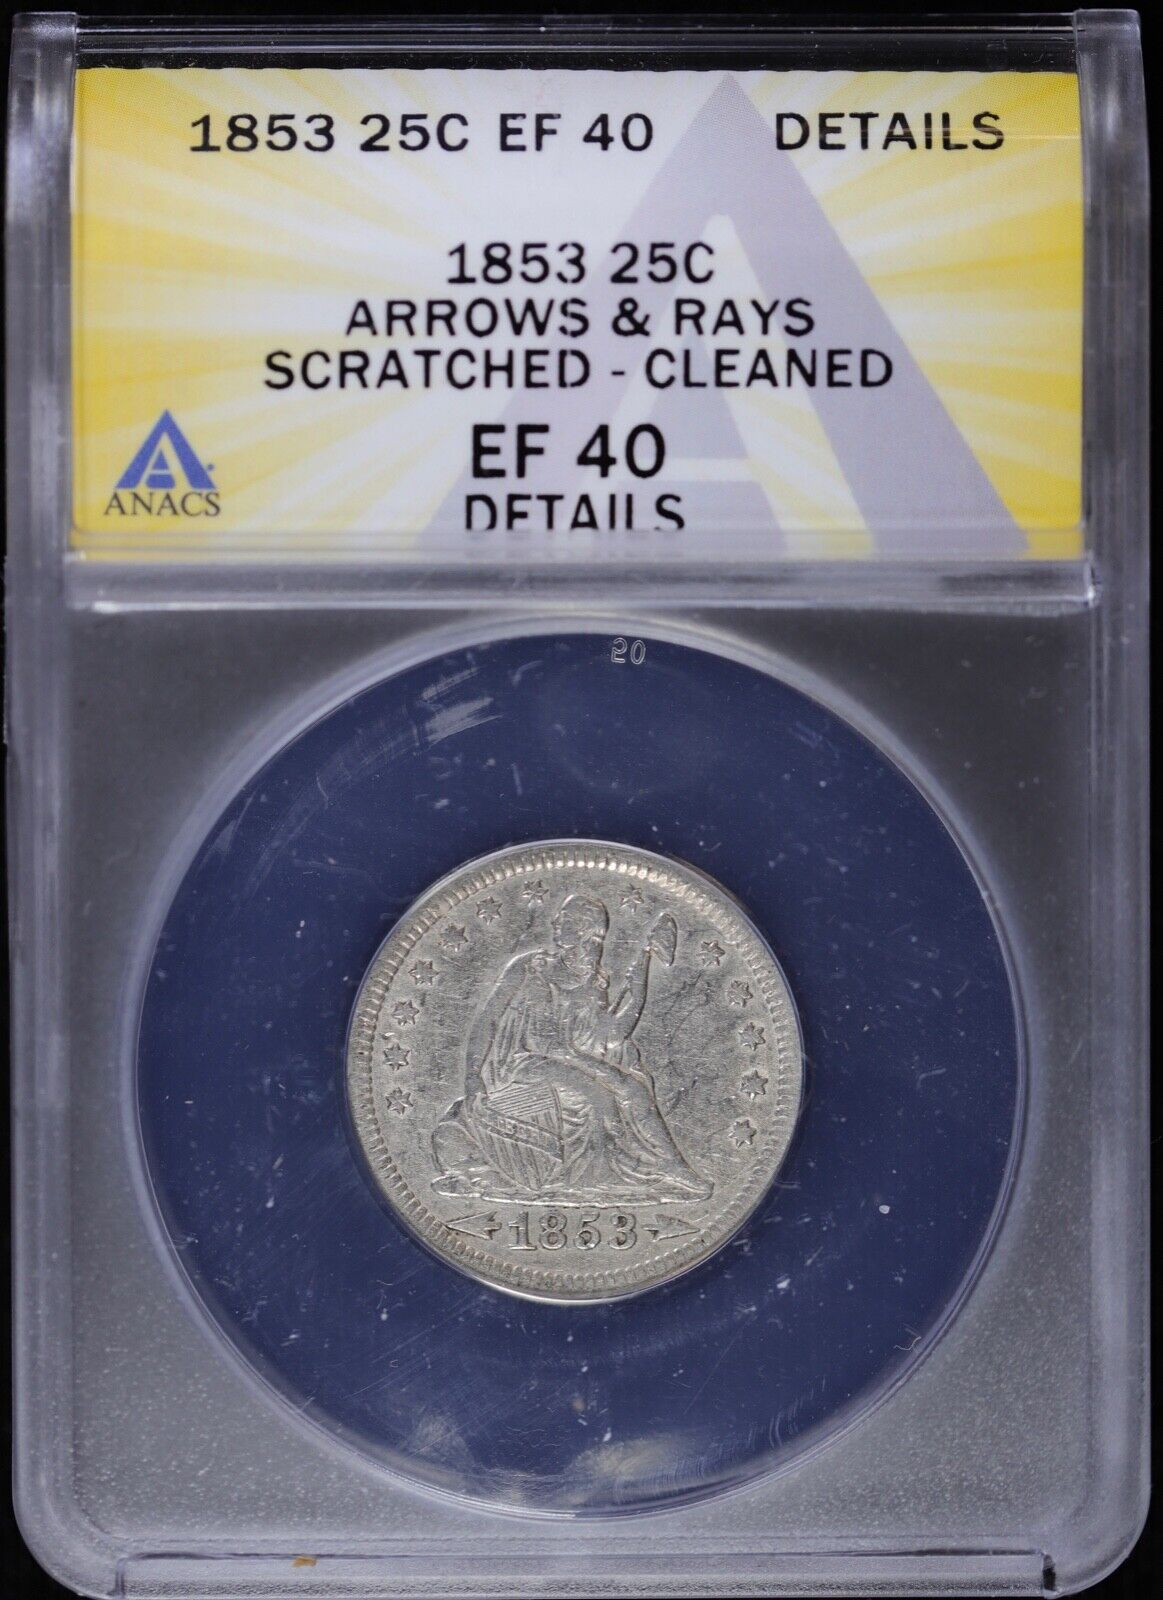 1853 25C EF 40 DETAILS
1853 25C
ARROWS & RAYS
SCRATCHED - CLEANED
EF 40
DETAILS
ANACS
20
1853